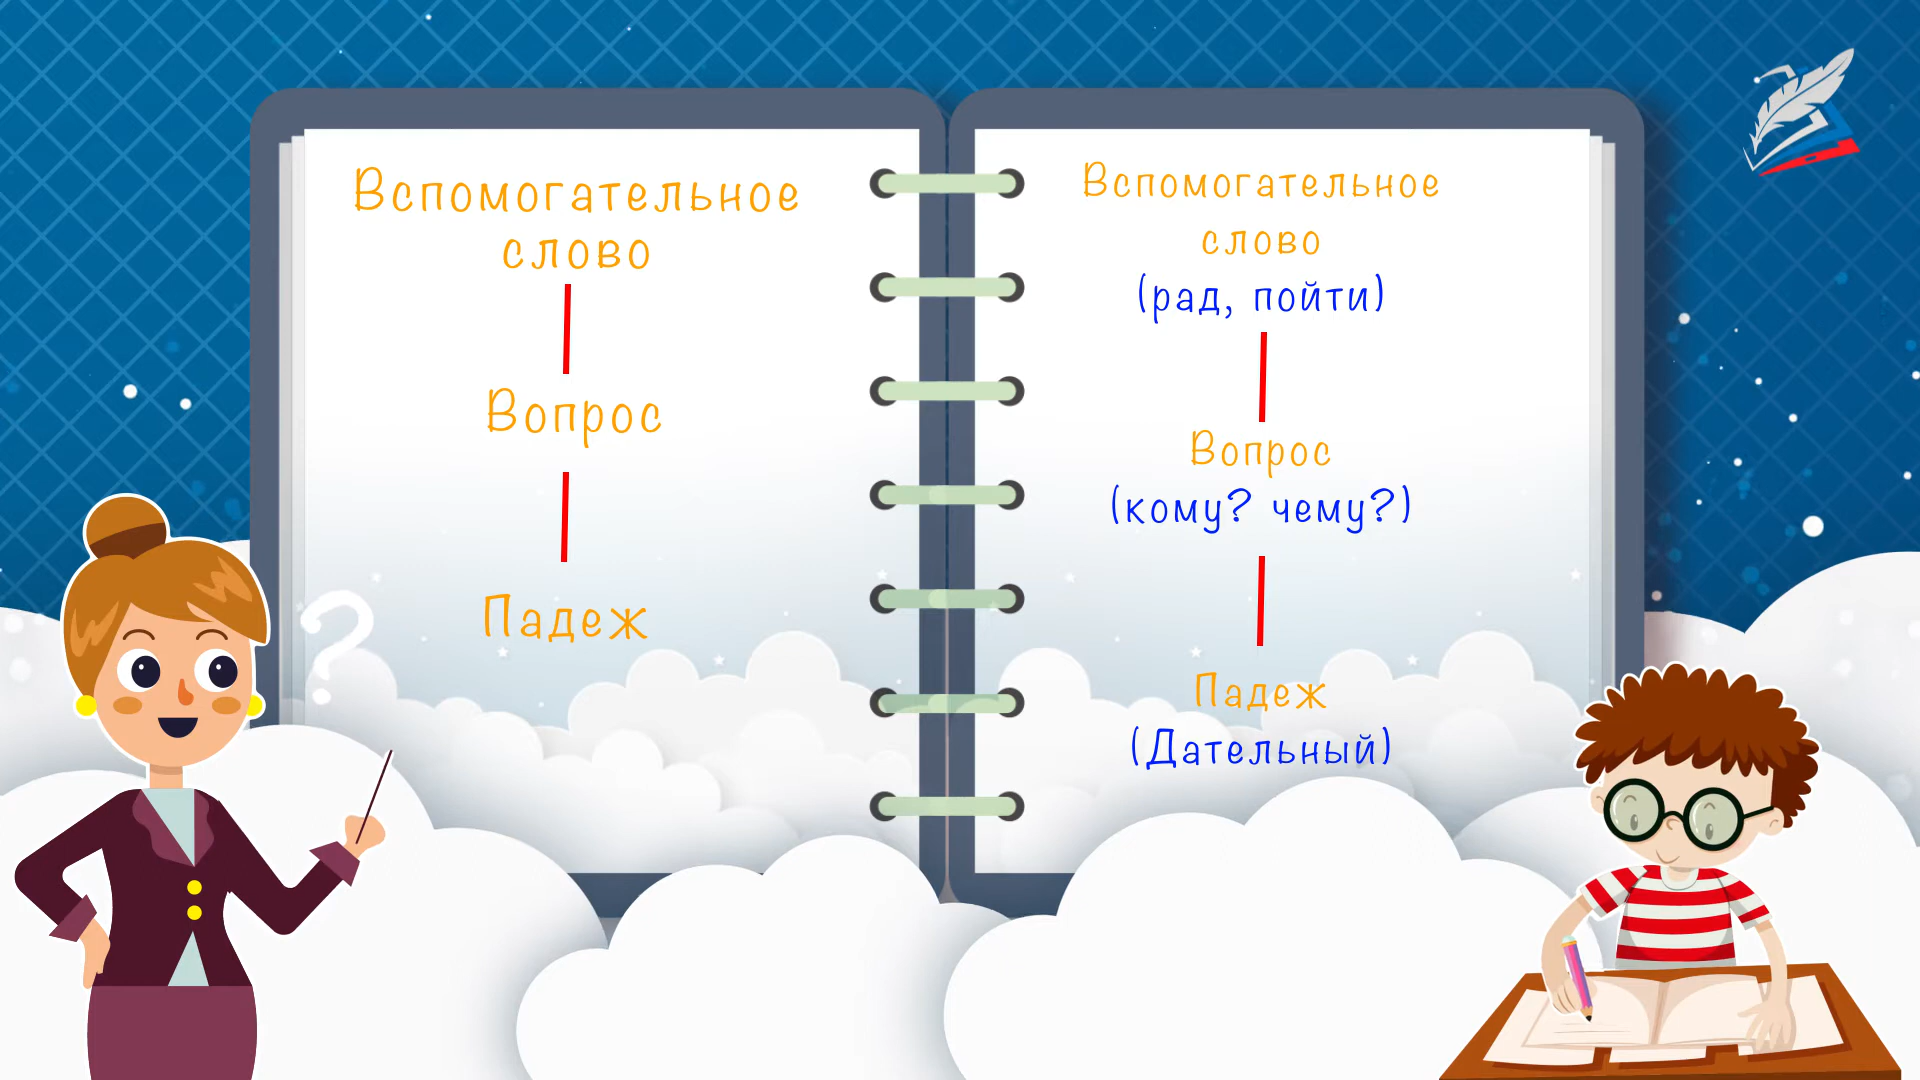 Вспомогательное
слово
Вопрос
Падеж
Вспомогательное
слово
(рад, пойти)
Вопрос
(кому? чему?)
Падеж
(Дательный)